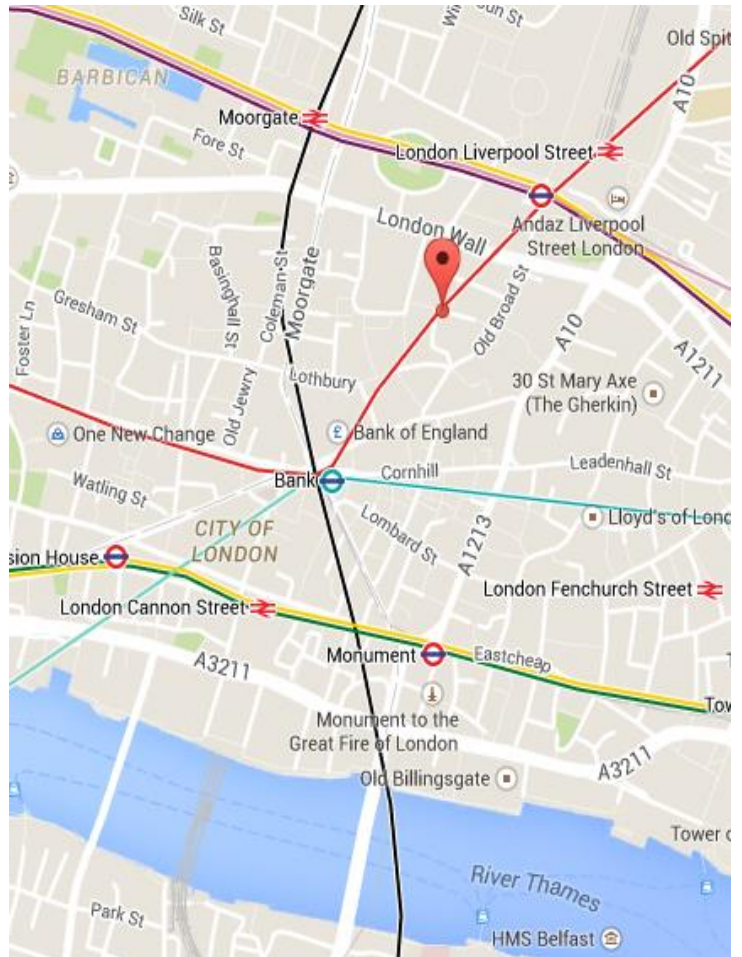 Silk St
Old Spit
BARBICAN
A10
Moorgate
Fore St
London Liverpool Street
London Wall
Andaz Liverpool
Street London
Moorgate
Coleman St
Basinghall St
Gresham St
Foster Ln
Old Broad St
A10
A1211
Lothbury
Old Jewry
30 St Mary Axe
(The Gherkin)
One New Change
£
Bank of England
Bank
Cornhill
Leadenhall St
Watling St
CITY OF
LONDON
Lombard St
A1213
Lloyd's of Lond
sion House
London Fenchurch Street
London Cannon Street
Monument
Eastcheap
A3211
Tow
Monument to the
Great Fire of London
A3211
Old Billingsgate
Tower o
River Thames
Park St
HMS Belfast